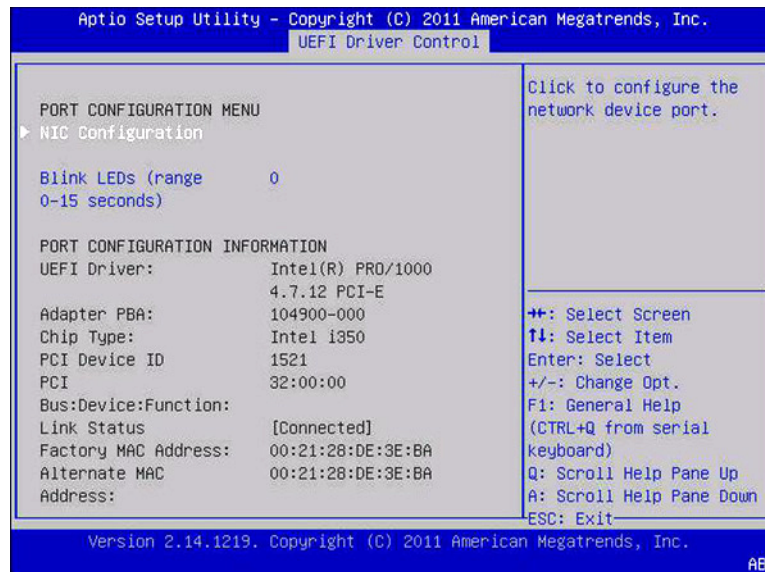 Aptio Setup Utility – Copyright (C) 2011 American Megatrends, Inc.
UEFI Driver Control
PORT CONFIGURATION MENU
NIC Configuration
Blink LEDs (range 0
0–15 seconds)
PORT CONFIGURATION INFORMATION
UEFI Driver: Intel(R) PRO/1000
4.7.12 PCI-E
Adapter PBA: 104900-000
Chip Type: Intel i350
PCI Device ID 1521
PCI 32:00:00
Bus:Device:Function:
Link Status [Connected]
Factory MAC Address: 00:21:28:DE:3E:BA
Alternate MAC 00:21:28:DE:3E:BA
Address:
Click to configure the
network device port.
→←: Select Screen
↑↓: Select Item
Enter: Select
+/-: Change Opt.
F1: General Help
(CTRL+Q from serial
keyboard)
Q: Scroll Help Pane Up
A: Scroll Help Pane Down
ESC: Exit
Version 2.14.1219. Copyright (C) 2011 American Megatrends, Inc.
AB